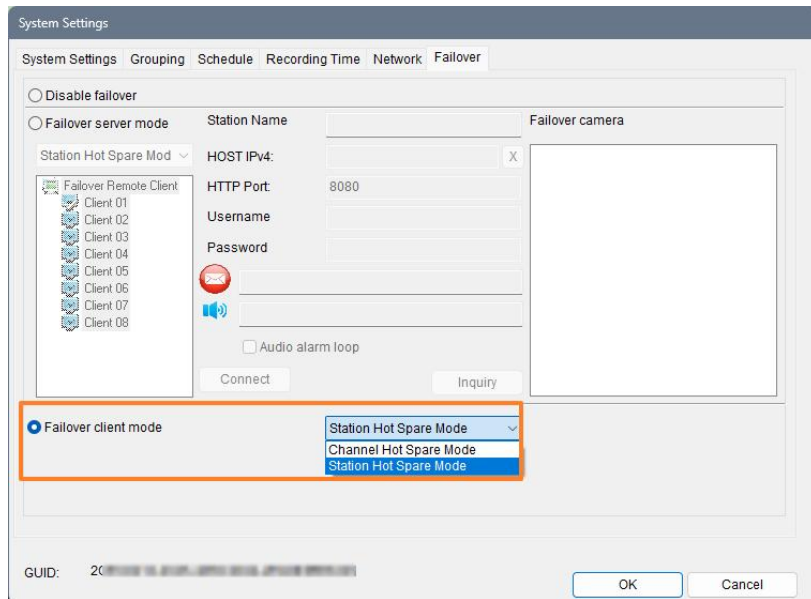 System Settings
System Settings Grouping Schedule Recording Time Network Failover
Disable failover
Failover server mode
Station Hot Spare Mod
Failover Remote Client
Client 01
Client 02
Client 03
Client 04
Client 05
Client 06
Client 07
Client 08
Station Name
HOST IPv4: X
HTTP Port: 8080
Username
Password
Audio alarm loop
Connect Inquiry
Failover camera
Failover client mode
Station Hot Spare Mode
Channel Hot Spare Mode
Station Hot Spare Mode
GUID:
OK Cancel